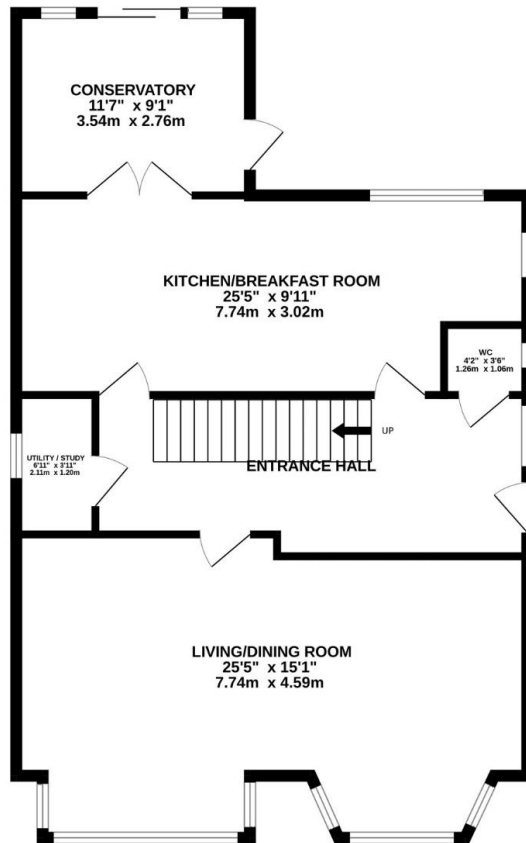 CONSERVATORY
11'7" x 9'1"
3.54m x 2.76m
KITCHEN/BREAKFAST ROOM
25'5" x 9'11"
7.74m x 3.02m
WC
4'2" x 3'6"
1.26m x 1.06m
UP
UTILITY / STUDY
6'11" x 3'11"
2.11m x 1.20m
ENTRANCE HALL
LIVING/DINING ROOM
25'5" x 15'1"
7.74m x 4.59m